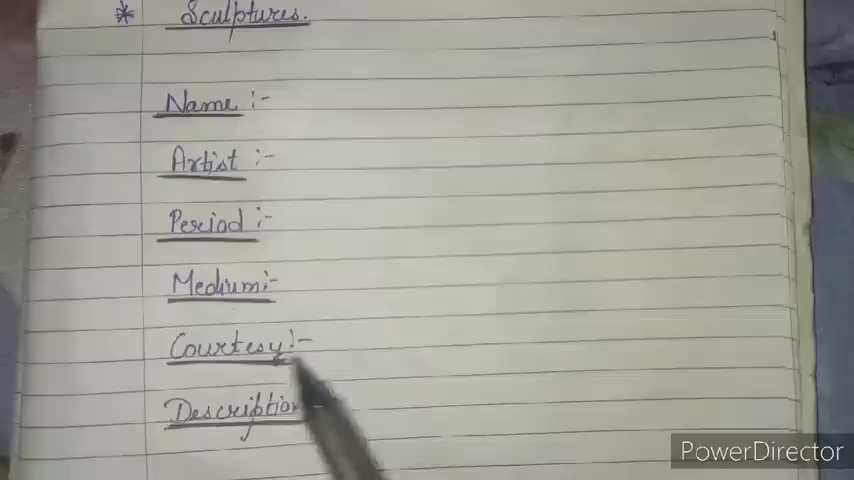 * Sculptures.
Name :-
Artist :-
Period :-
Medium :-
Courtesy :-
Description
PowerDirector